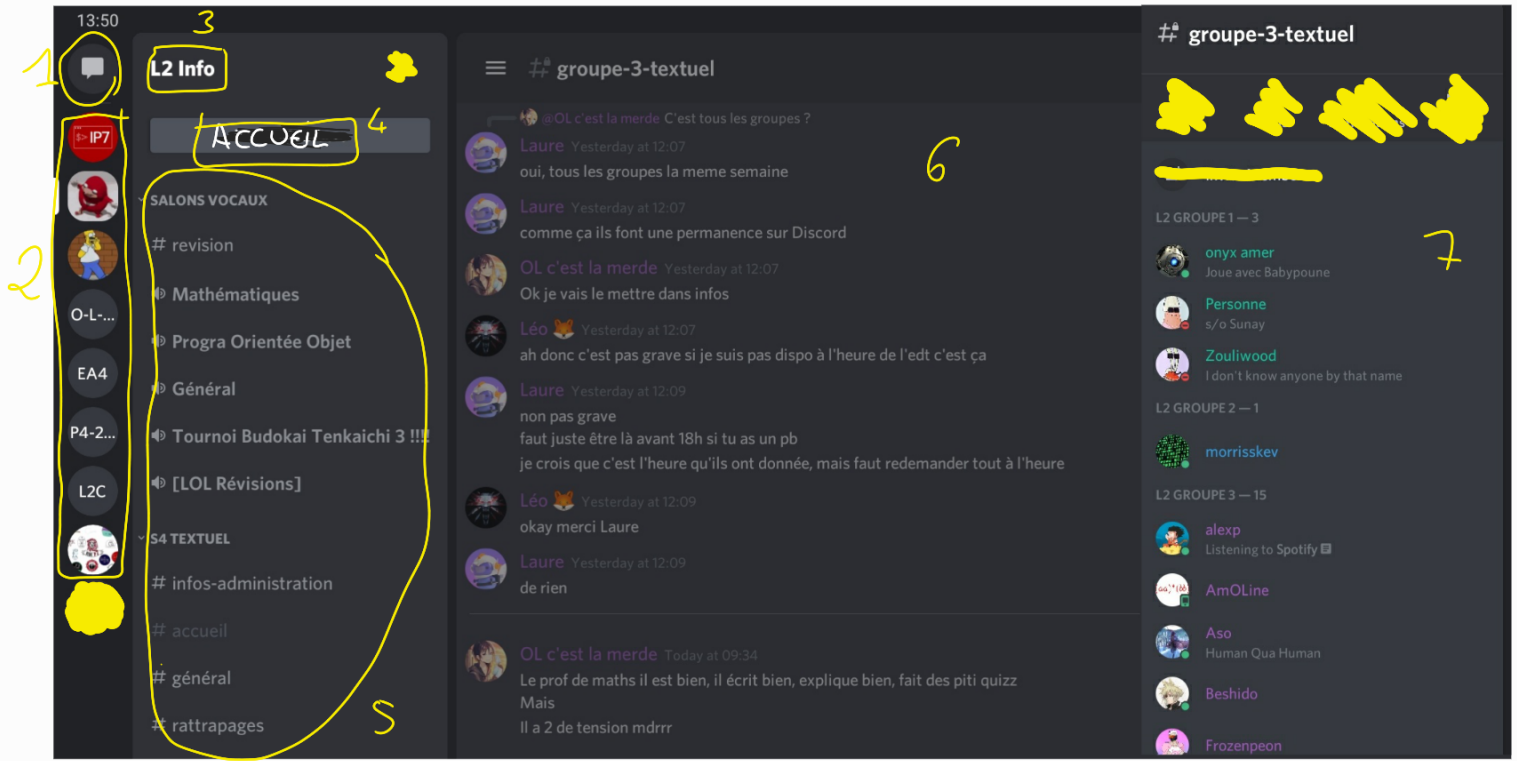 13:50
1
2
IP7
O-L-...
EA4
P4-2...
L2C
3
L2 Info
ACCUEIL 4
SALONS VOCAUX
# revision
Mathématiques
Progra Orientée Objet
Général
Tournoi Budokai Tenkaichi 3 !!!!
[LOL Révisions]
S4 TEXTUEL
# infos-administration
# accueil
# général
# rattrapages
5
# groupe-3-textuel
6
@OL c'est la merde C'est tous les groupes ?
Laure Yesterday at 12:07
oui, tous les groupes la meme semaine
Laure Yesterday at 12:07
comme ça ils font une permanence sur Discord
OL c'est la merde Yesterday at 12:07
Ok je vais le mettre dans infos
Léo 🦊 Yesterday at 12:07
ah donc c'est pas grave si je suis pas dispo à l'heure de l'edt c'est ça
Laure Yesterday at 12:09
non pas grave
faut juste être là avant 18h si tu as un pb
je crois que c'est l'heure qu'ils ont donnée, mais faut redemander tout à l'heure
Léo 🦊 Yesterday at 12:09
okay merci Laure
Laure Yesterday at 12:09
de rien
OL c'est la merde Today at 09:34
Le prof de maths il est bien, il écrit bien, explique bien, fait des piti quizz
Mais
Il a 2 de tension mdrrr
# groupe-3-textuel
7
L2 GROUPE 1 — 3
onyx amer
Joue avec Babypoune
Personne
s/o Sunay
Zouliwood
I don't know anyone by that name
L2 GROUPE 2 — 1
morrisskev
L2 GROUPE 3 — 15
alexp
Listening to Spotify
AmOLine
Aso
Human Qua Human
Beshido
Frozenpeon